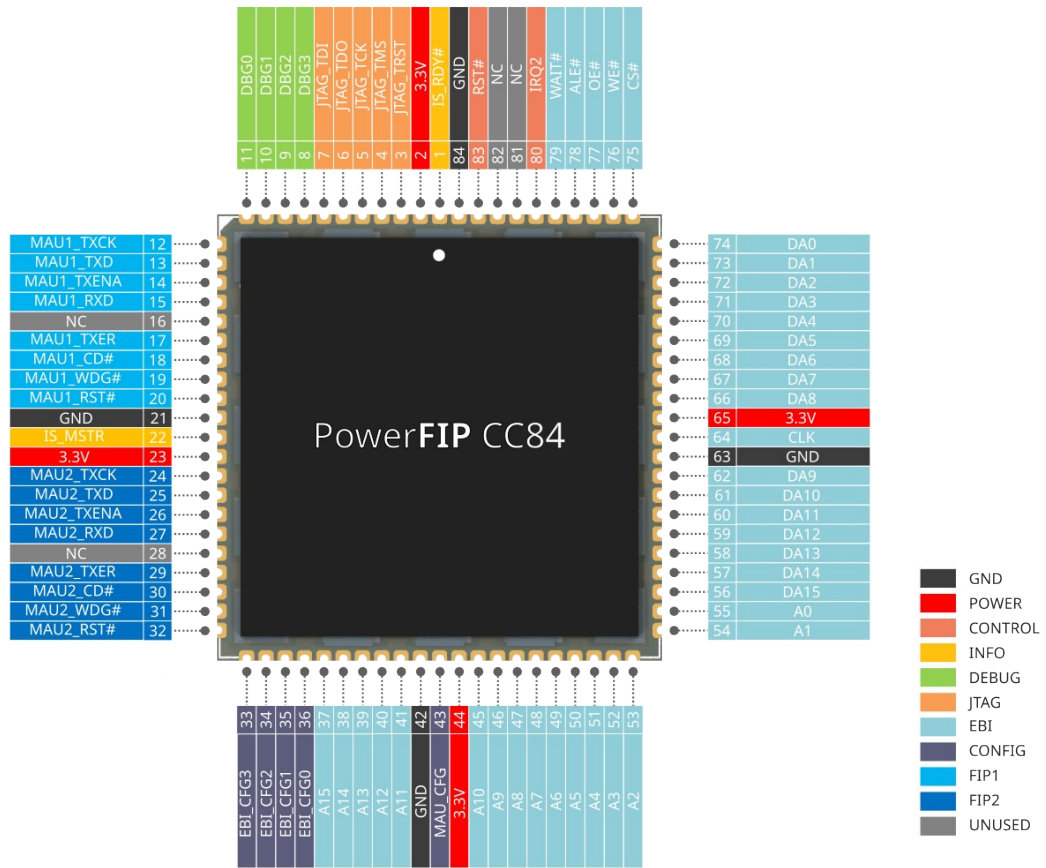 DBG0 11
DBG1 10
DBG2 9
DBG3 8
JTAG_TDI 7
JTAG_TDO 6
JTAG_TCK 5
JTAG_TMS 4
JTAG_TRST 3
3.3V 2
IS_RDY# 1
GND 84
RST# 83
NC 82
NC 81
IRQ2 80
WAIT# 79
ALE# 78
OE# 77
WE# 76
CS# 75
MAU1_TXCK 12
MAU1_TXD 13
MAU1_TXENA 14
MAU1_RXD 15
NC 16
MAU1_TXER 17
MAU1_CD# 18
MAU1_WDG# 19
MAU1_RST# 20
GND 21
IS_MSTR 22
3.3V 23
MAU2_TXCK 24
MAU2_TXD 25
MAU2_TXENA 26
MAU2_RXD 27
NC 28
MAU2_TXER 29
MAU2_CD# 30
MAU2_WDG# 31
MAU2_RST# 32
PowerFIP CC84
74 DA0
73 DA1
72 DA2
71 DA3
70 DA4
69 DA5
68 DA6
67 DA7
66 DA8
65 3.3V
64 CLK
63 GND
62 DA9
61 DA10
60 DA11
59 DA12
58 DA13
57 DA14
56 DA15
55 A0
54 A1
33 EBI_CFG3
34 EBI_CFG2
35 EBI_CFG1
36 EBI_CFG0
37 A15
38 A14
39 A13
40 A12
41 A11
42 GND
43 MAU_CFG
44 3.3V
45 A10
46 A9
47 A8
48 A7
49 A6
50 A5
51 A4
52 A3
53 A2
GND
POWER
CONTROL
INFO
DEBUG
JTAG
EBI
CONFIG
FIP1
FIP2
UNUSED